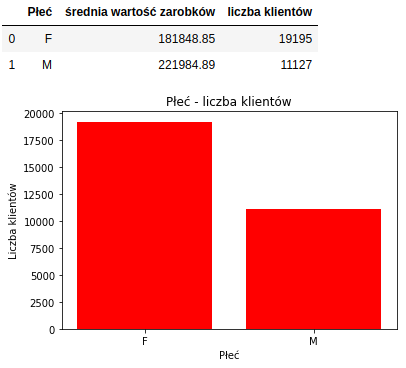 Płeć średnia wartość zarobków liczba klientów
0 F 181848.85 19195
1 M 221984.89 11127
Płeć - liczba klientów
20000
17500
15000
12500
10000
7500
5000
2500
0
Liczba klientów
F M
Płeć